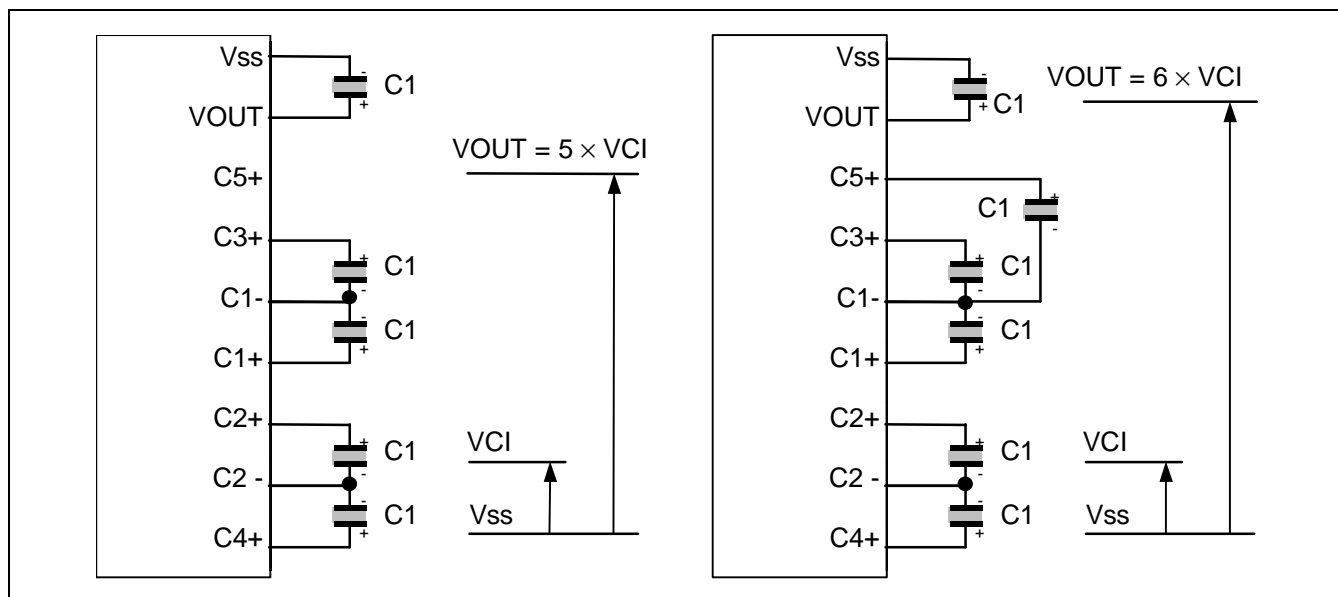 Vss
- C1
+
VOUT
VOUT = 5 × VCI
C5+
C3+
+
C1
-
C1-
-
C1
+
C1+
C2+
+
C1
-
C2 -
-
C1
+
C4+
VCI
Vss
Vss
-
+ C1
VOUT
VOUT = 6 × VCI
C5+
+
C1
-
C3+
+
C1
-
C1-
-
C1
+
C1+
C2+
+
C1
-
C2 -
-
C1
+
C4+
VCI
Vss